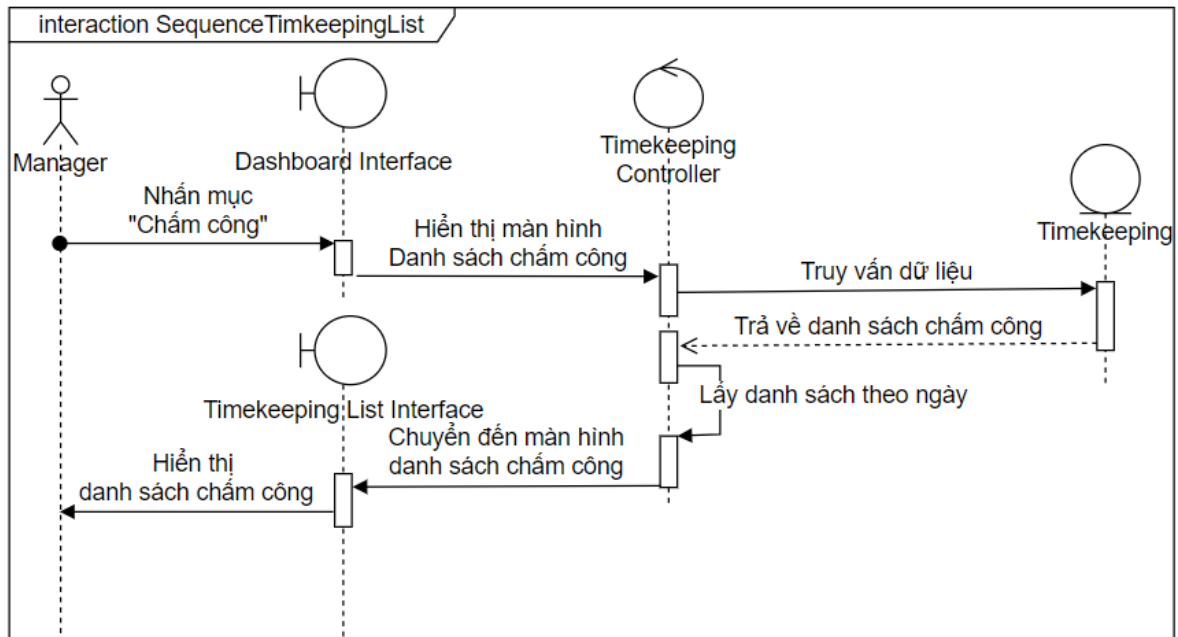 interaction SequenceTimkeepingList
Manager
Dashboard Interface
Timekeeping
Controller
Timekeeping
Nhấn mục
"Chấm công"
Hiển thị màn hình
Danh sách chấm công
Truy vấn dữ liệu
Trả về danh sách chấm công
Lấy danh sách theo ngày
Timekeeping List Interface
Chuyển đến màn hình
danh sách chấm công
Hiển thị
danh sách chấm công